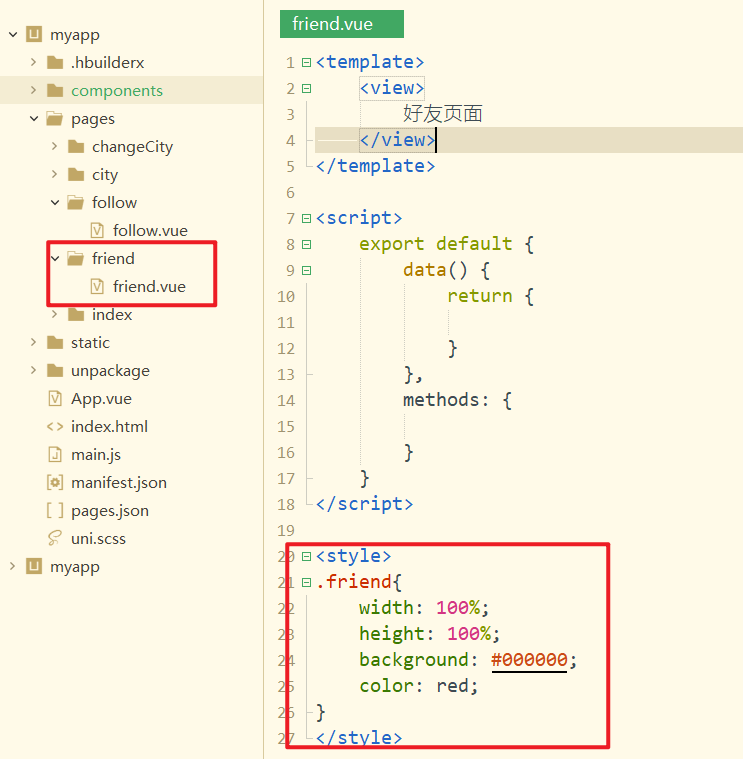 myapp
.hbuilderx
components
pages
changeCity
city
follow
follow.vue
friend
friend.vue
index
static
unpackage
App.vue
index.html
main.js
manifest.json
pages.json
uni.scss
myapp
friend.vue
1 <template>
2 <view>
3 好友页面
4 </view>
5 </template>
6
7 <script>
8 export default {
9 data() {
10 return {
11
12 }
13 },
14 methods: {
15
16 }
17 }
18 </script>
19
20 <style>
21 .friend{
22 width: 100%;
23 height: 100%;
24 background: #000000;
25 color: red;
26 }
27 </style>